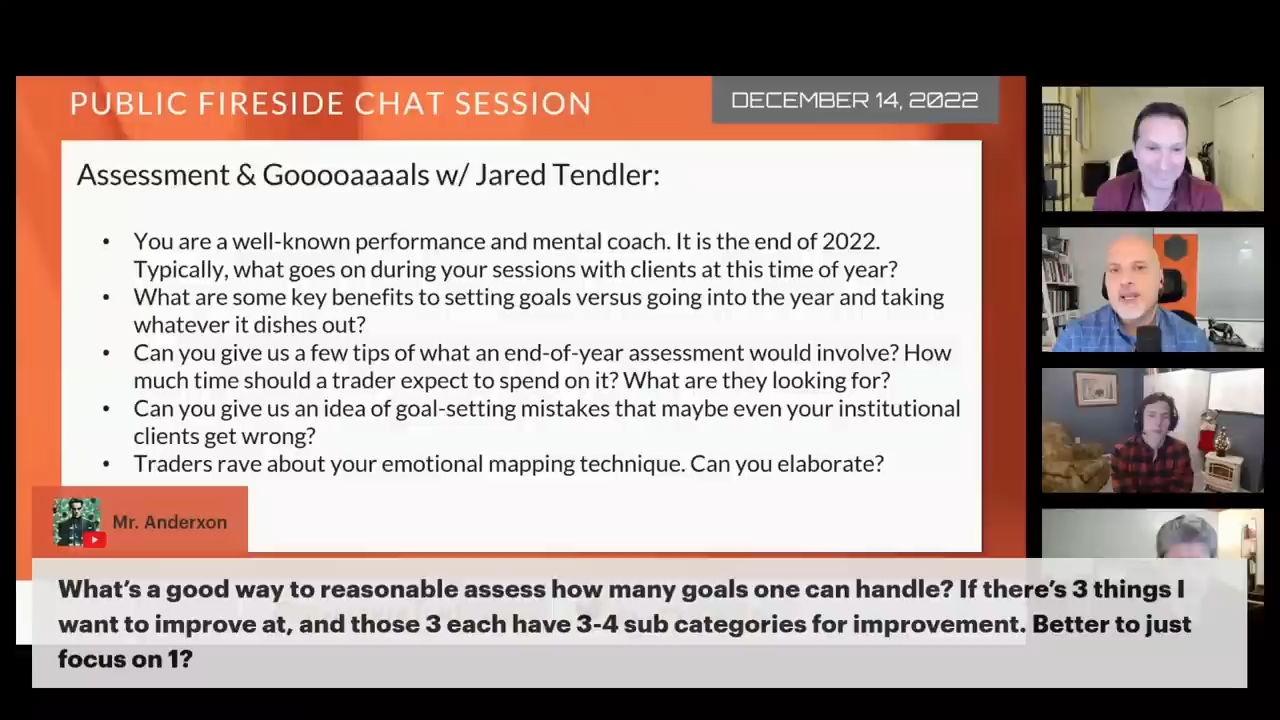 PUBLIC FIRESIDE CHAT SESSION
DECEMBER 14, 2022
Assessment & Gooooaaaals w/ Jared Tendler:
• You are a well-known performance and mental coach. It is the end of 2022.
Typically, what goes on during your sessions with clients at this time of year?
• What are some key benefits to setting goals versus going into the year and taking
whatever it dishes out?
• Can you give us a few tips of what an end-of-year assessment would involve? How
much time should a trader expect to spend on it? What are they looking for?
• Can you give us an idea of goal-setting mistakes that maybe even your institutional
clients get wrong?
• Traders rave about your emotional mapping technique. Can you elaborate?
Mr. Anderxon
What's a good way to reasonable assess how many goals one can handle? If there's 3 things I
want to improve at, and those 3 each have 3-4 sub categories for improvement. Better to just
focus on 1?